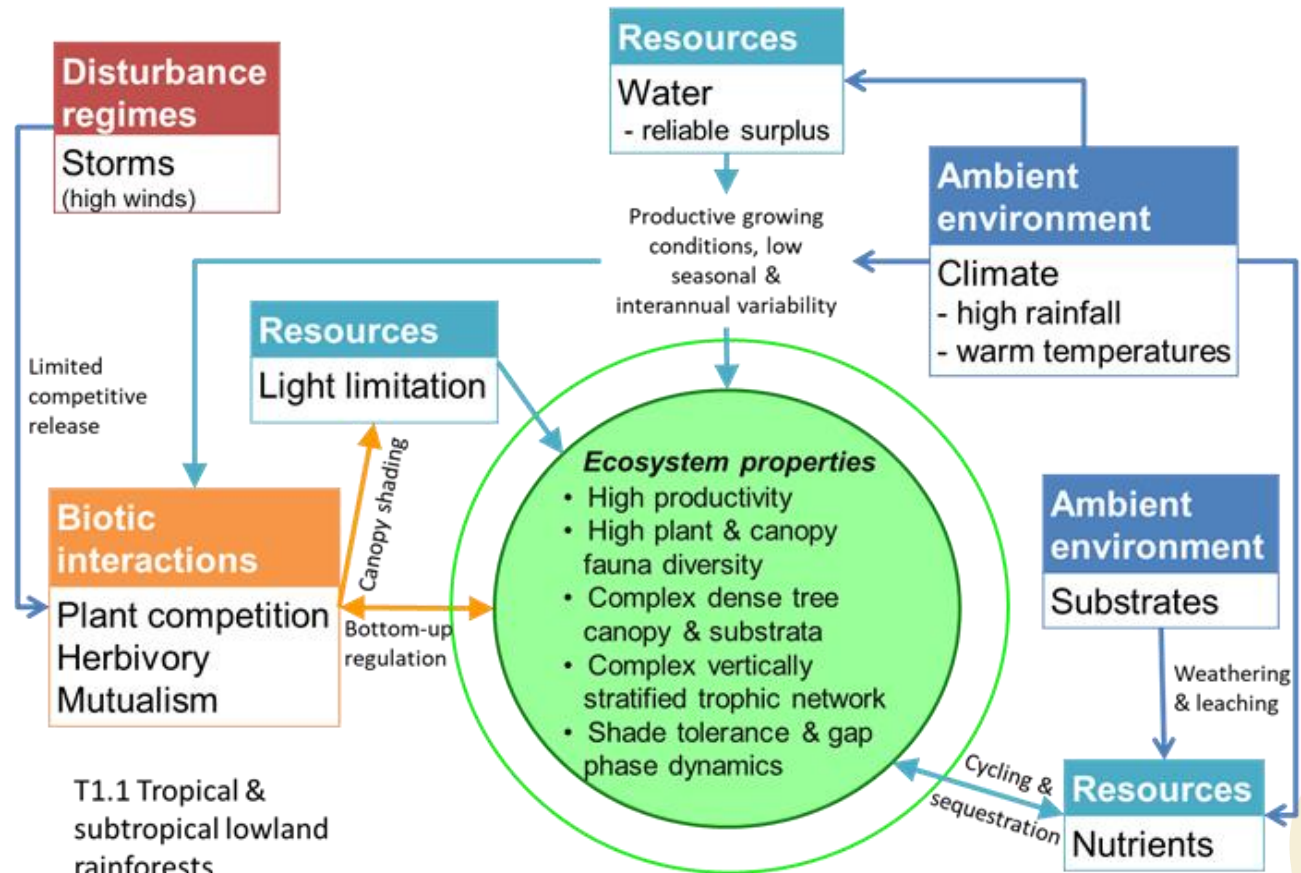 Disturbance
regimes
Storms
(high winds)
Resources
Water
- reliable surplus
Ambient
environment
Climate
- high rainfall
- warm temperatures
Productive growing
conditions, low
seasonal &
interannual variability
Resources
Light limitation
Limited
competitive
release
Canopy shading
Biotic
interactions
Plant competition
Herbivory
Mutualism
Bottom-up
regulation
Ecosystem properties
• High productivity
• High plant & canopy
fauna diversity
• Complex dense tree
canopy & substrata
• Complex vertically
stratified trophic network
• Shade tolerance & gap
phase dynamics
Ambient
environment
Substrates
Weathering
& leaching
Cycling &
sequestration
Resources
Nutrients
T1.1 Tropical &
subtropical lowland
rainforests